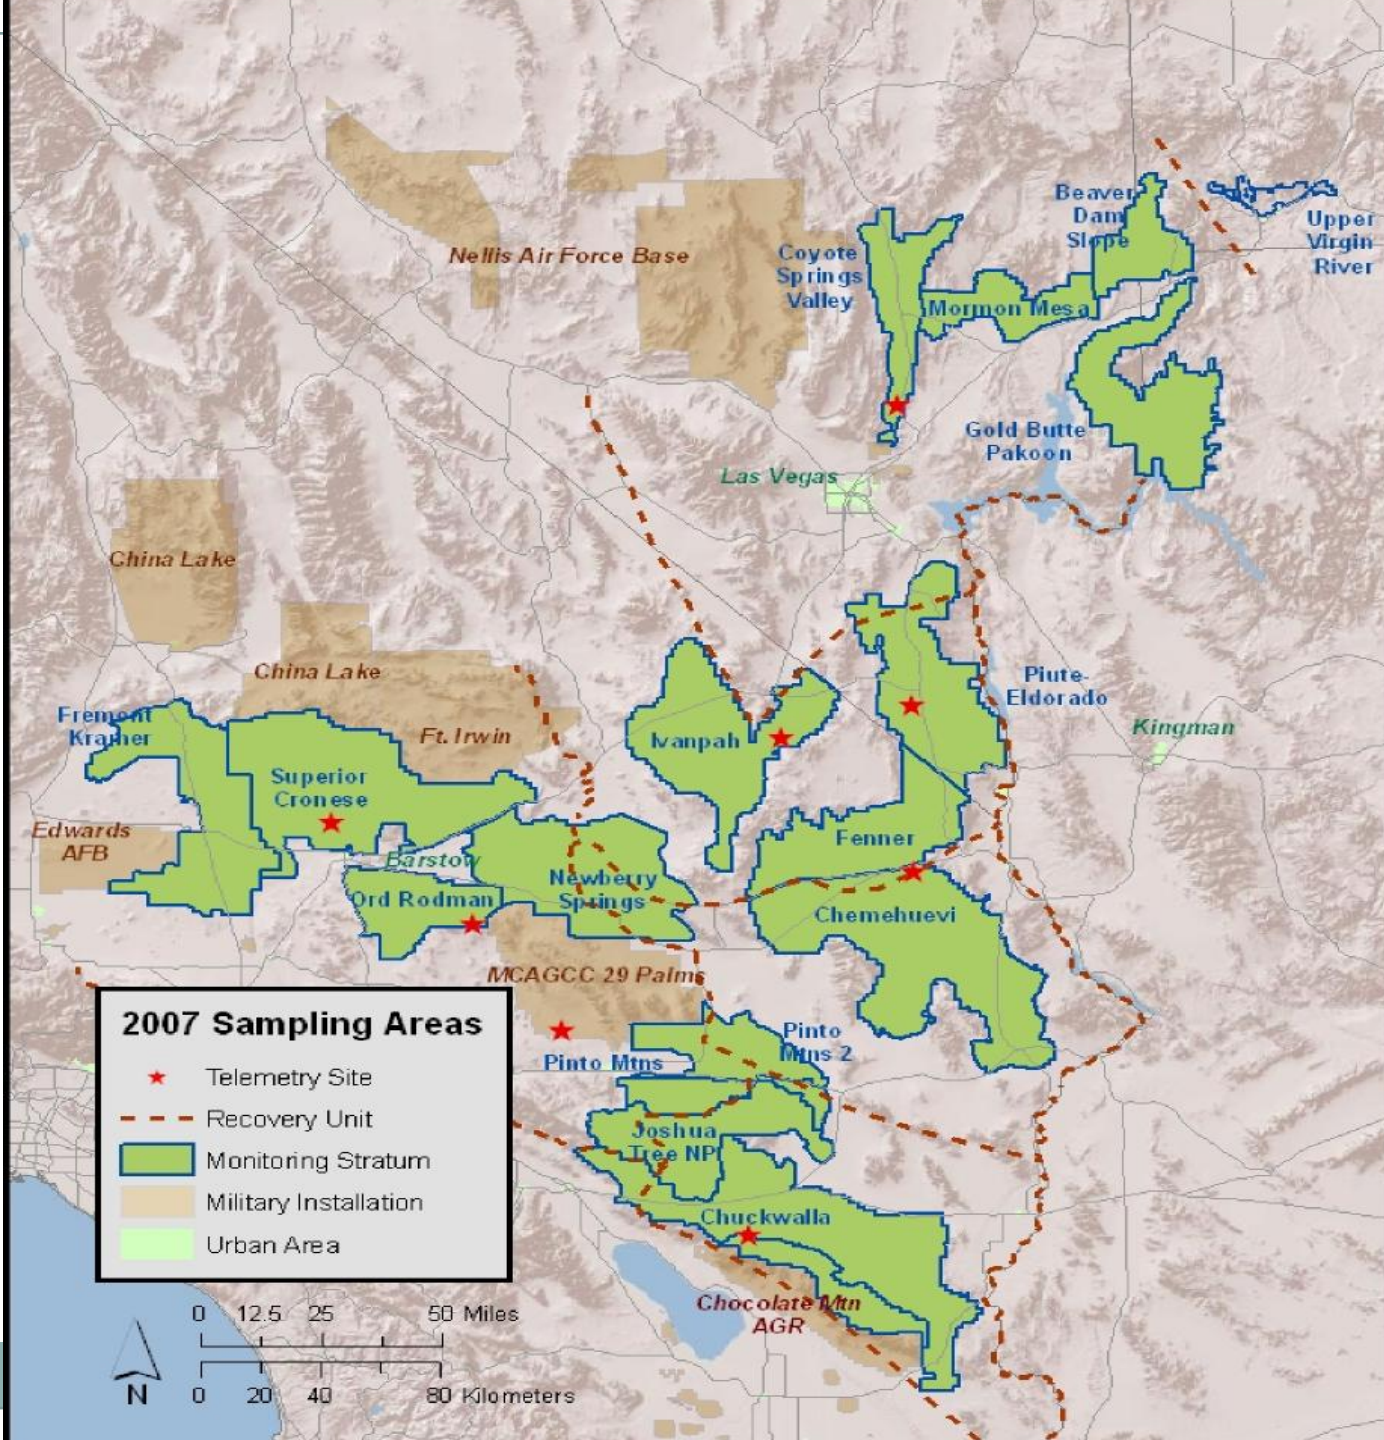 Beaver
Dam
Slope
Upper
Virgin
River
Nellis Air Force Base
Coyote
Springs
Valley
Mormon Mesa
Gold Butte
Pakoon
Las Vegas
China Lake
China Lake
Piute-
Eldorado
Kingman
Fremont
Kramer
Ft. Irwin
Ivanpah
Superior
Cronese
Edwards
AFB
Fenner
Barstow
Newberry
Springs
Ord Rodman
Chemehuevi
MCAGCC 29 Palms
Pinto
Mtns 2
Pinto Mtns
Joshua
Tree NP
Chuckwalla
Chocolate Mtn
AGR
2007 Sampling Areas
Telemetry Site
Recovery Unit
Monitoring Stratum
Military Installation
Urban Area
0 12.5 25 50 Miles
N
0 20 40 80 Kilometers